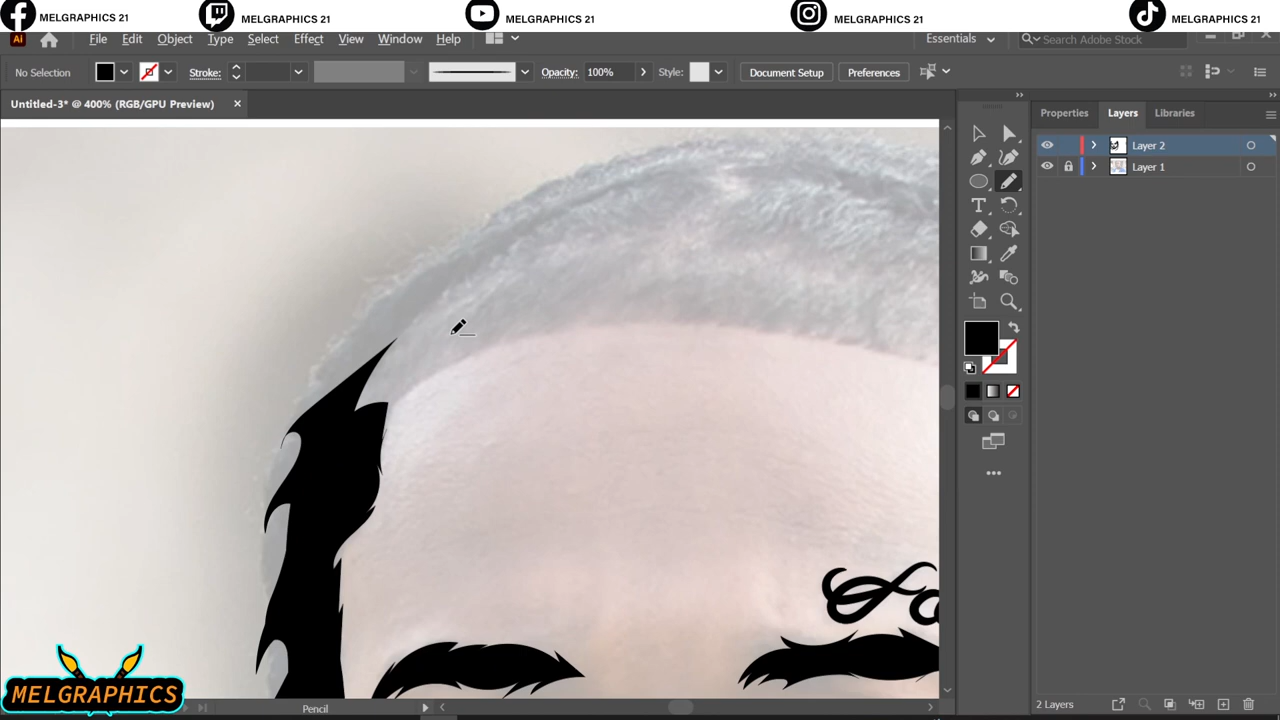 MELGRAPHICS 21
MELGRAPHICS 21
MELGRAPHICS 21
MELGRAPHICS 21
MELGRAPHICS 21
Ai File Edit Object Type Select Effect View Window Help
Essentials
Search Adobe Stock
No Selection
Stroke:
Opacity: 100%
Style:
Document Setup
Preferences
Untitled-3* @ 400% (RGB/GPU Preview) ×
Properties Layers Libraries
Layer 2
Layer 1
MELGRAPHICS
Pencil
2 Layers